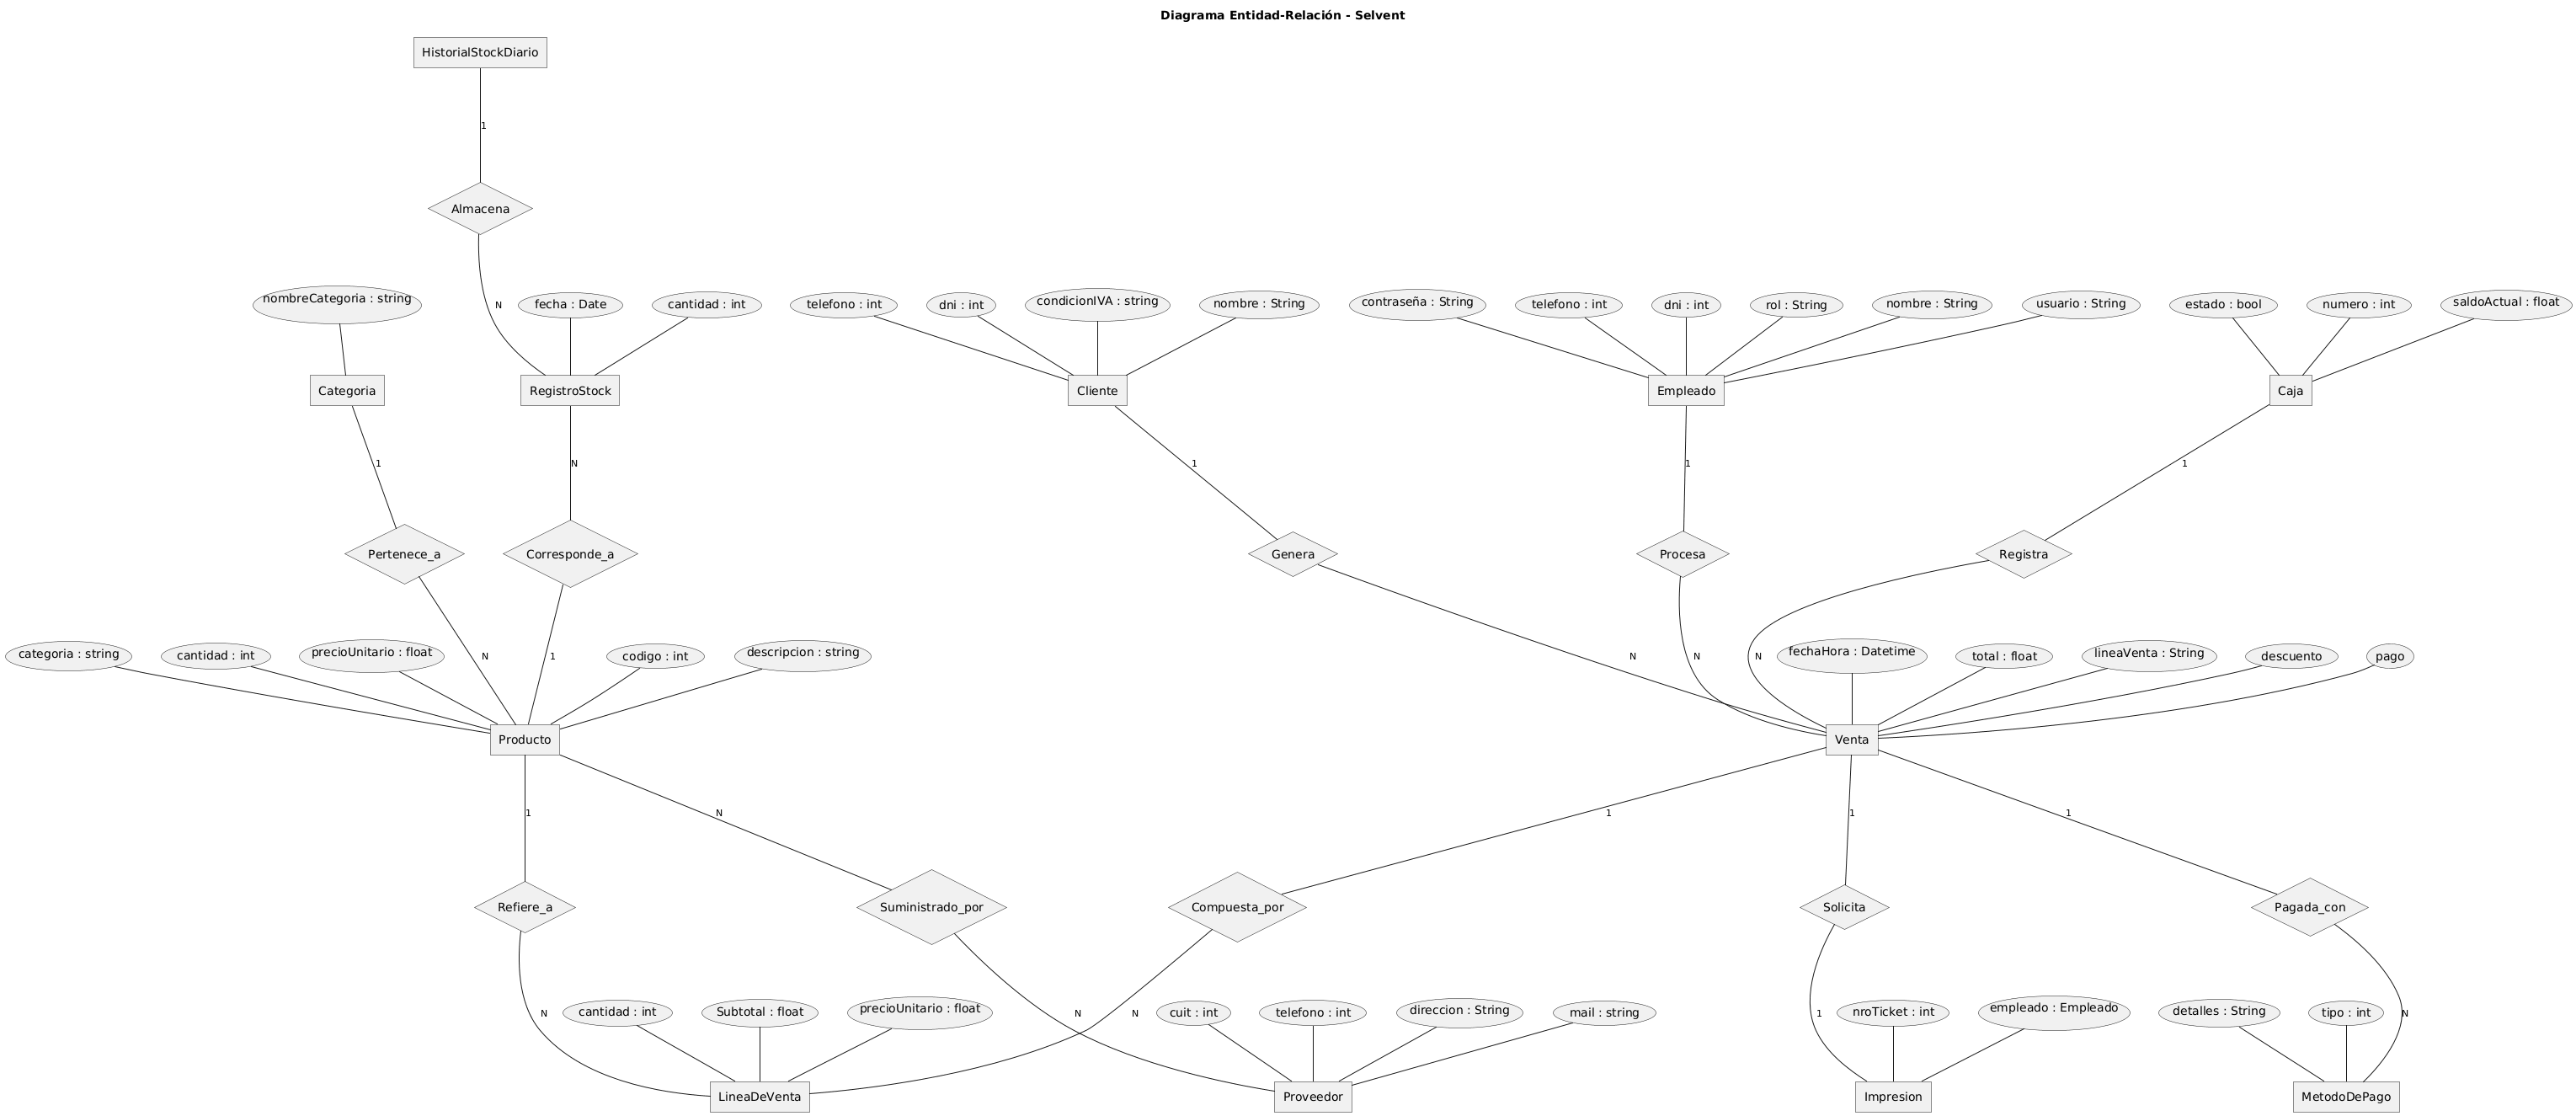 Diagrama Entidad-Relación - Selvent
HistorialStockDiario
1
Almacena
nombreCategoria : string
N
fecha : Date
cantidad : int
telefono : int
dni : int
condicionIVA : string
nombre : String
contraseña : String
telefono : int
dni : int
rol : String
nombre : String
usuario : String
estado : bool
numero : int
saldoActual : float
Categoria
RegistroStock
Cliente
Empleado
Caja
1
N
1
1
1
Pertenece_a
Corresponde_a
Genera
Procesa
Registra
categoria : string
cantidad : int
precioUnitario : float
N
1
codigo : int
descripcion : string
N
N
N
fechaHora : Datetime
total : float
lineaVenta : String
descuento
pago
Producto
Venta
1
N
1
1
1
Refiere_a
Suministrado_por
Compuesta_por
Solicita
Pagada_con
N
cantidad : int
Subtotal : float
precioUnitario : float
N
N
cuit : int
telefono : int
direccion : String
mail : string
1
nroTicket : int
empleado : Empleado
detalles : String
tipo : int
N
LineaDeVenta
Proveedor
Impresion
MetodoDePago